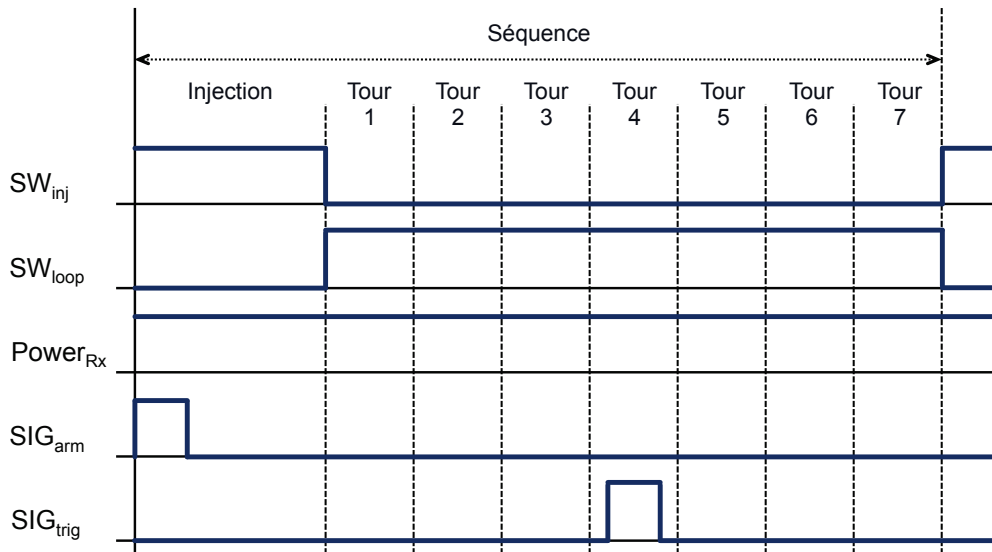 Séquence
Injection Tour 1 Tour 2 Tour 3 Tour 4 Tour 5 Tour 6 Tour 7
SWinj
SWloop
PowerRx
SIGarm
SIGtrig